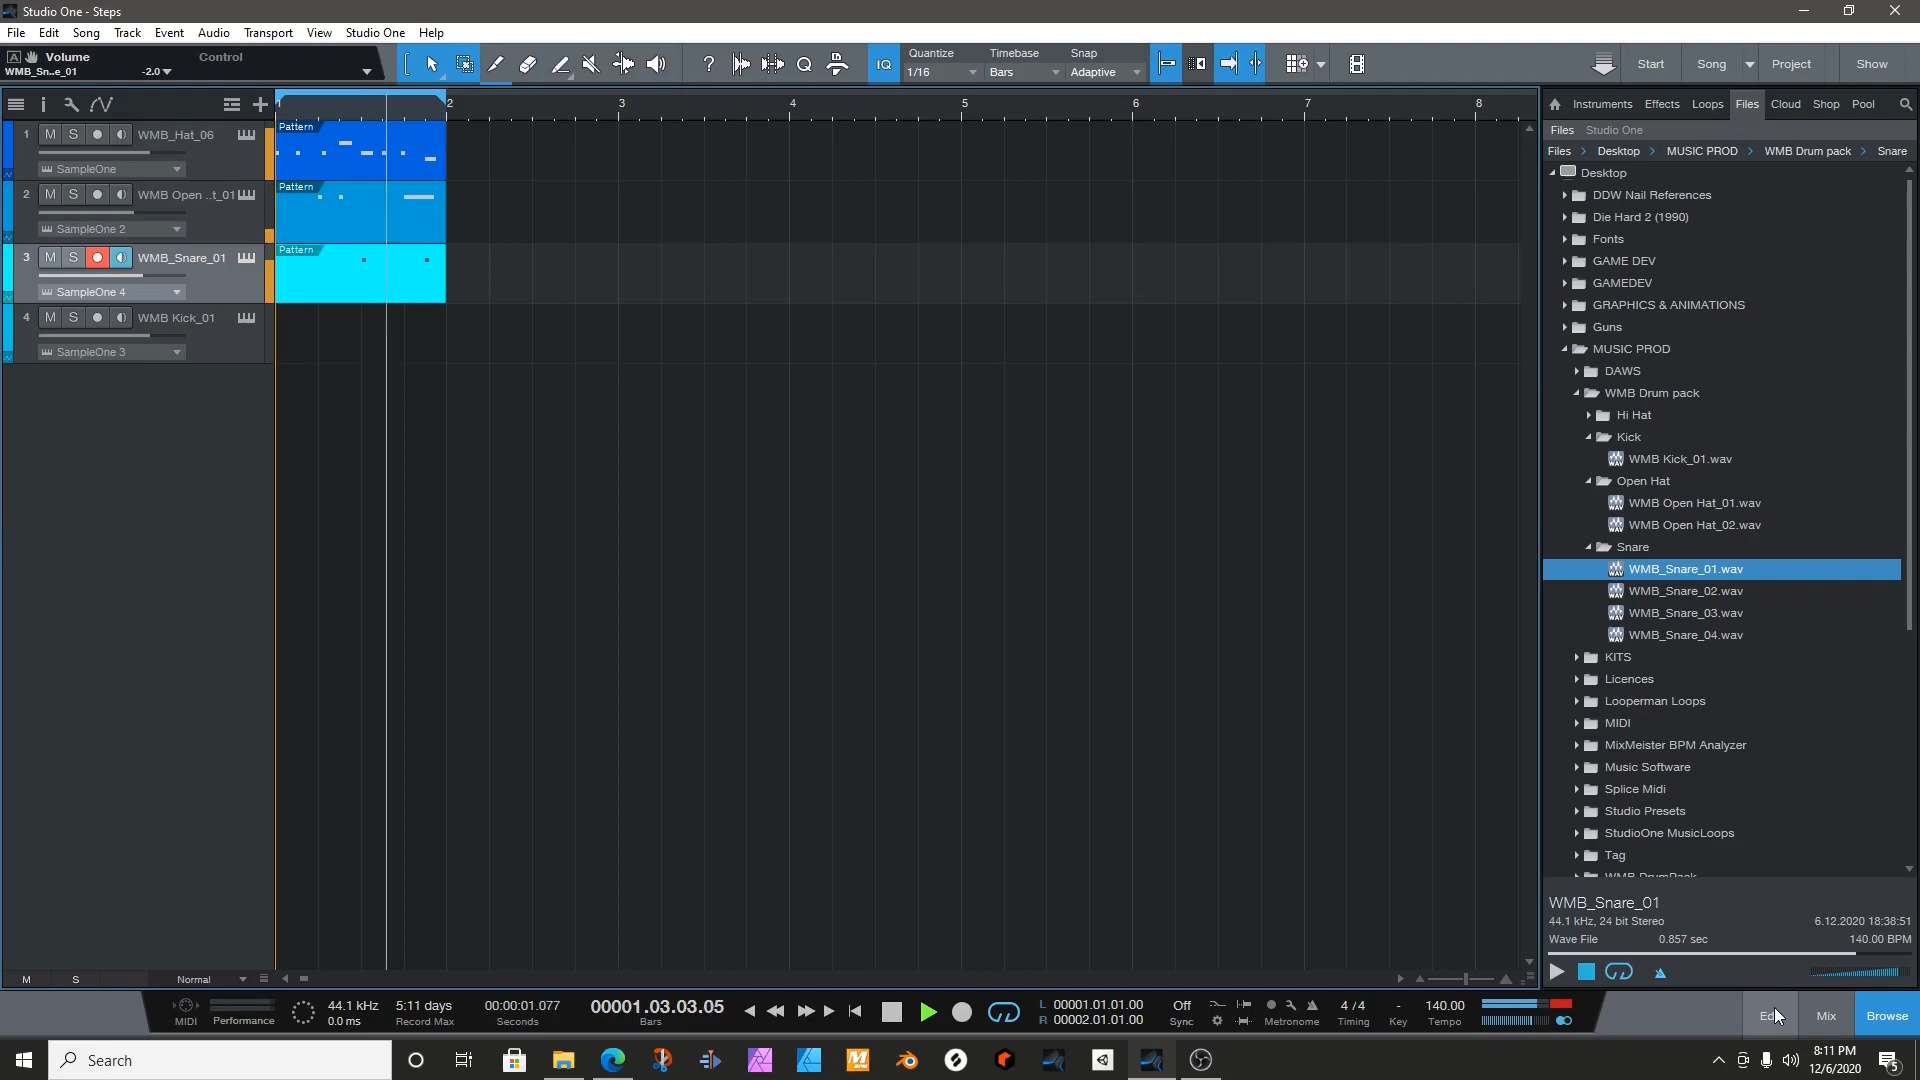 Studio One - Steps
File Edit Song Track Event Audio Transport View Studio One Help
Volume Control
WMB_Sn..e_01 -2.0
IQ
Quantize Timebase Snap
1/16 Bars Adaptive
Start Song Project Show
1 2 3 4 5 6 7 8
Instruments Effects Loops Files Cloud Shop Pool
Files Studio One
Files > Desktop > MUSIC PROD > WMB Drum pack > Snare
1 M S WMB_Hat_06
SampleOne
Pattern
2 M S WMB Open ..t_01
SampleOne 2
Pattern
3 M S WMB_Snare_01
SampleOne 4
Pattern
4 M S WMB Kick_01
SampleOne 3
Desktop
DDW Nail References
Die Hard 2 (1990)
Fonts
GAME DEV
GAMEDEV
GRAPHICS & ANIMATIONS
Guns
MUSIC PROD
DAWS
WMB Drum pack
Hi Hat
Kick
WMB Kick_01.wav
Open Hat
WMB Open Hat_01.wav
WMB Open Hat_02.wav
Snare
WMB_Snare_01.wav
WMB_Snare_02.wav
WMB_Snare_03.wav
WMB_Snare_04.wav
KITS
Licences
Looperman Loops
MIDI
MixMeister BPM Analyzer
Music Software
Splice Midi
Studio Presets
StudioOne MusicLoops
Tag
WMB DrumPack
WMB_Snare_01
44.1 kHz, 24 bit Stereo 6.12.2020 18:38:51
Wave File 0.857 sec 140.00 BPM
M S Normal
MIDI Performance
44.1 kHz 5:11 days 00:00:01.077 00001.03.03.05
0.0 ms Record Max Seconds Bars
L 00001.01.01.00
R 00002.01.01.00
Off 4 / 4 - 140.00
Sync Metronome Timing Key Tempo
Mix Browse
Search
8:11 PM
12/6/2020
5